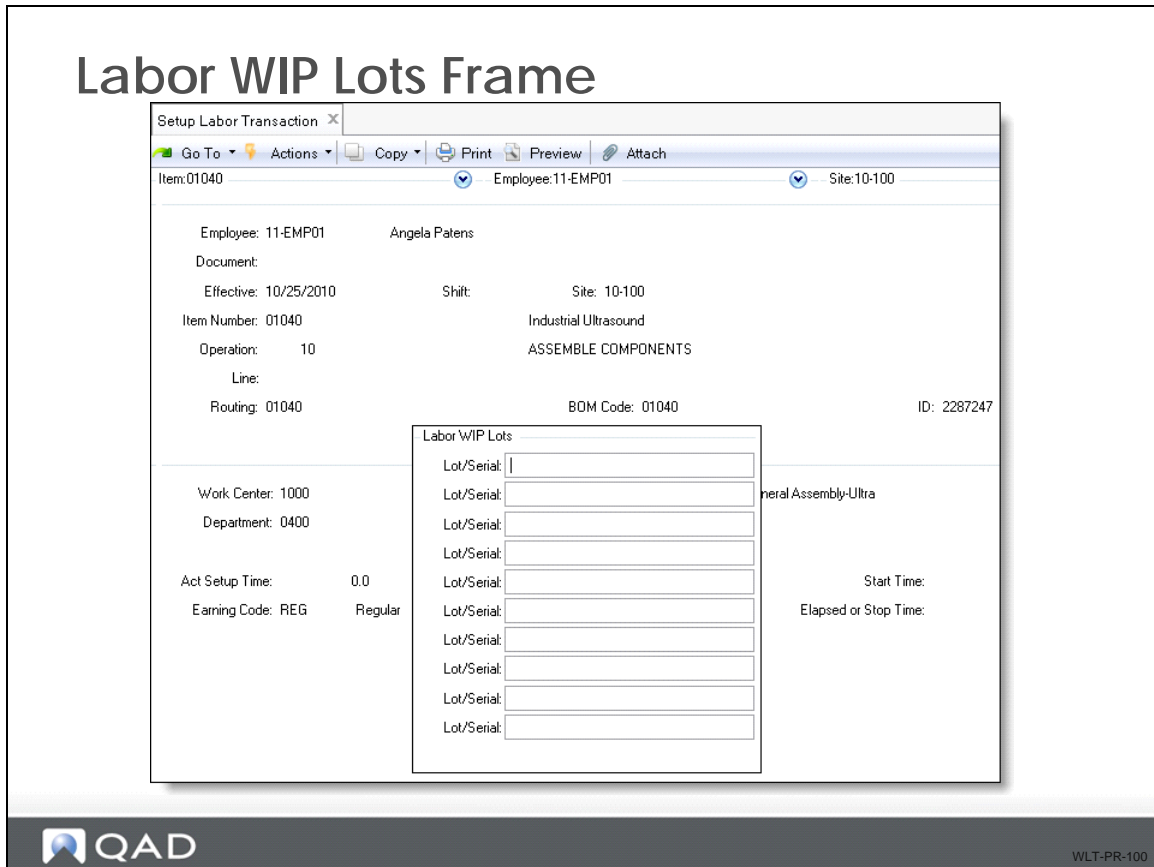 Labor WIP Lots Frame
Setup Labor Transaction X
Go To Actions Copy Print Preview Attach
Item:01040 Employee:11-EMP01 Site:10-100
Employee: 11-EMP01 Angela Patens
Document:
Effective: 10/25/2010 Shift: Site: 10-100
Item Number: 01040 Industrial Ultrasound
Operation: 10 ASSEMBLE COMPONENTS
Line:
Routing: 01040 BOM Code: 01040 ID: 2287247
Labor WIP Lots
Lot/Serial:
Work Center: 1000 Lot/Serial: neral Assembly-Ultra
Department: 0400 Lot/Serial:
Lot/Serial:
Act Setup Time: 0.0 Lot/Serial: Start Time:
Earning Code: REG Regular Lot/Serial: Elapsed or Stop Time:
Lot/Serial:
Lot/Serial:
Lot/Serial:
Lot/Serial:
QAD
WLT-PR-100